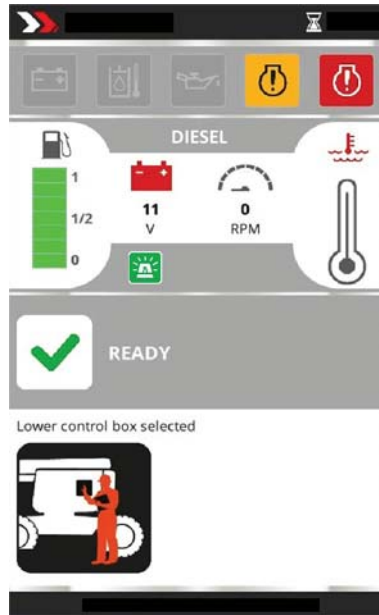 DIESEL
1
1/2
0
- +
11
V
0
RPM
READY
Lower control box selected